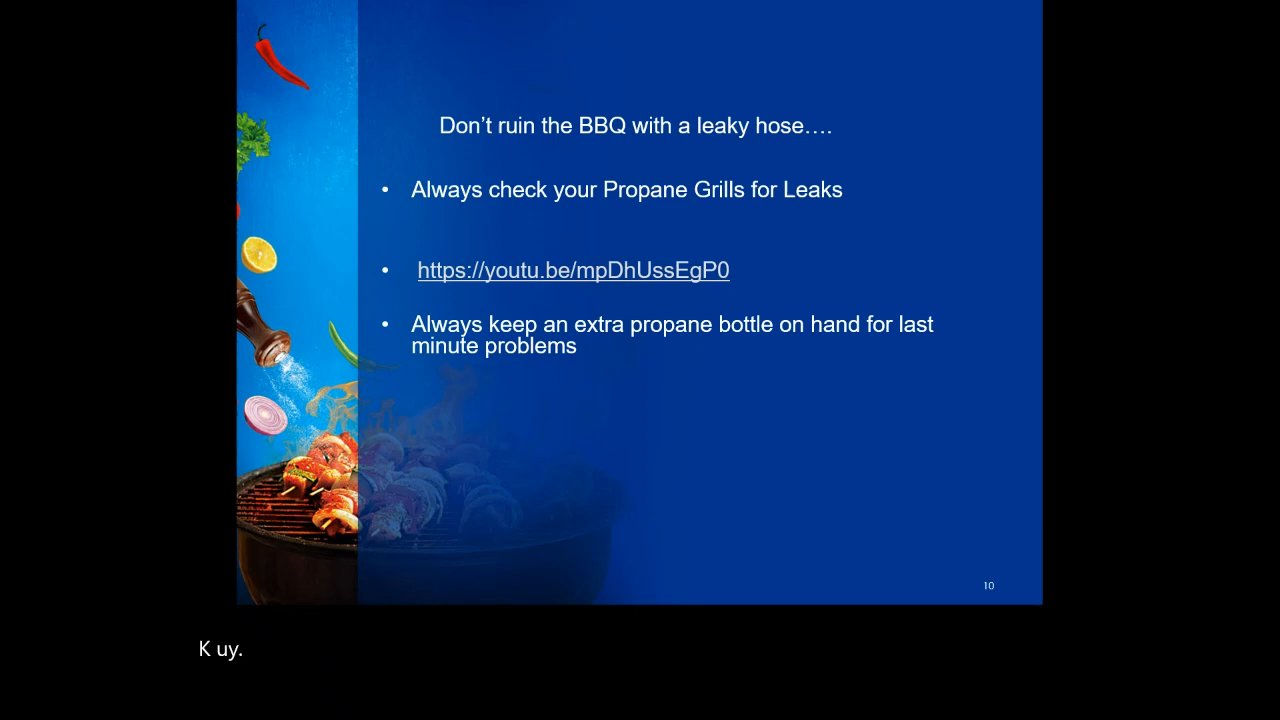 Don’t ruin the BBQ with a leaky hose….
• Always check your Propane Grills for Leaks
• https://youtu.be/mpDhUssEgP0
• Always keep an extra propane bottle on hand for last
minute problems
10
K uy.